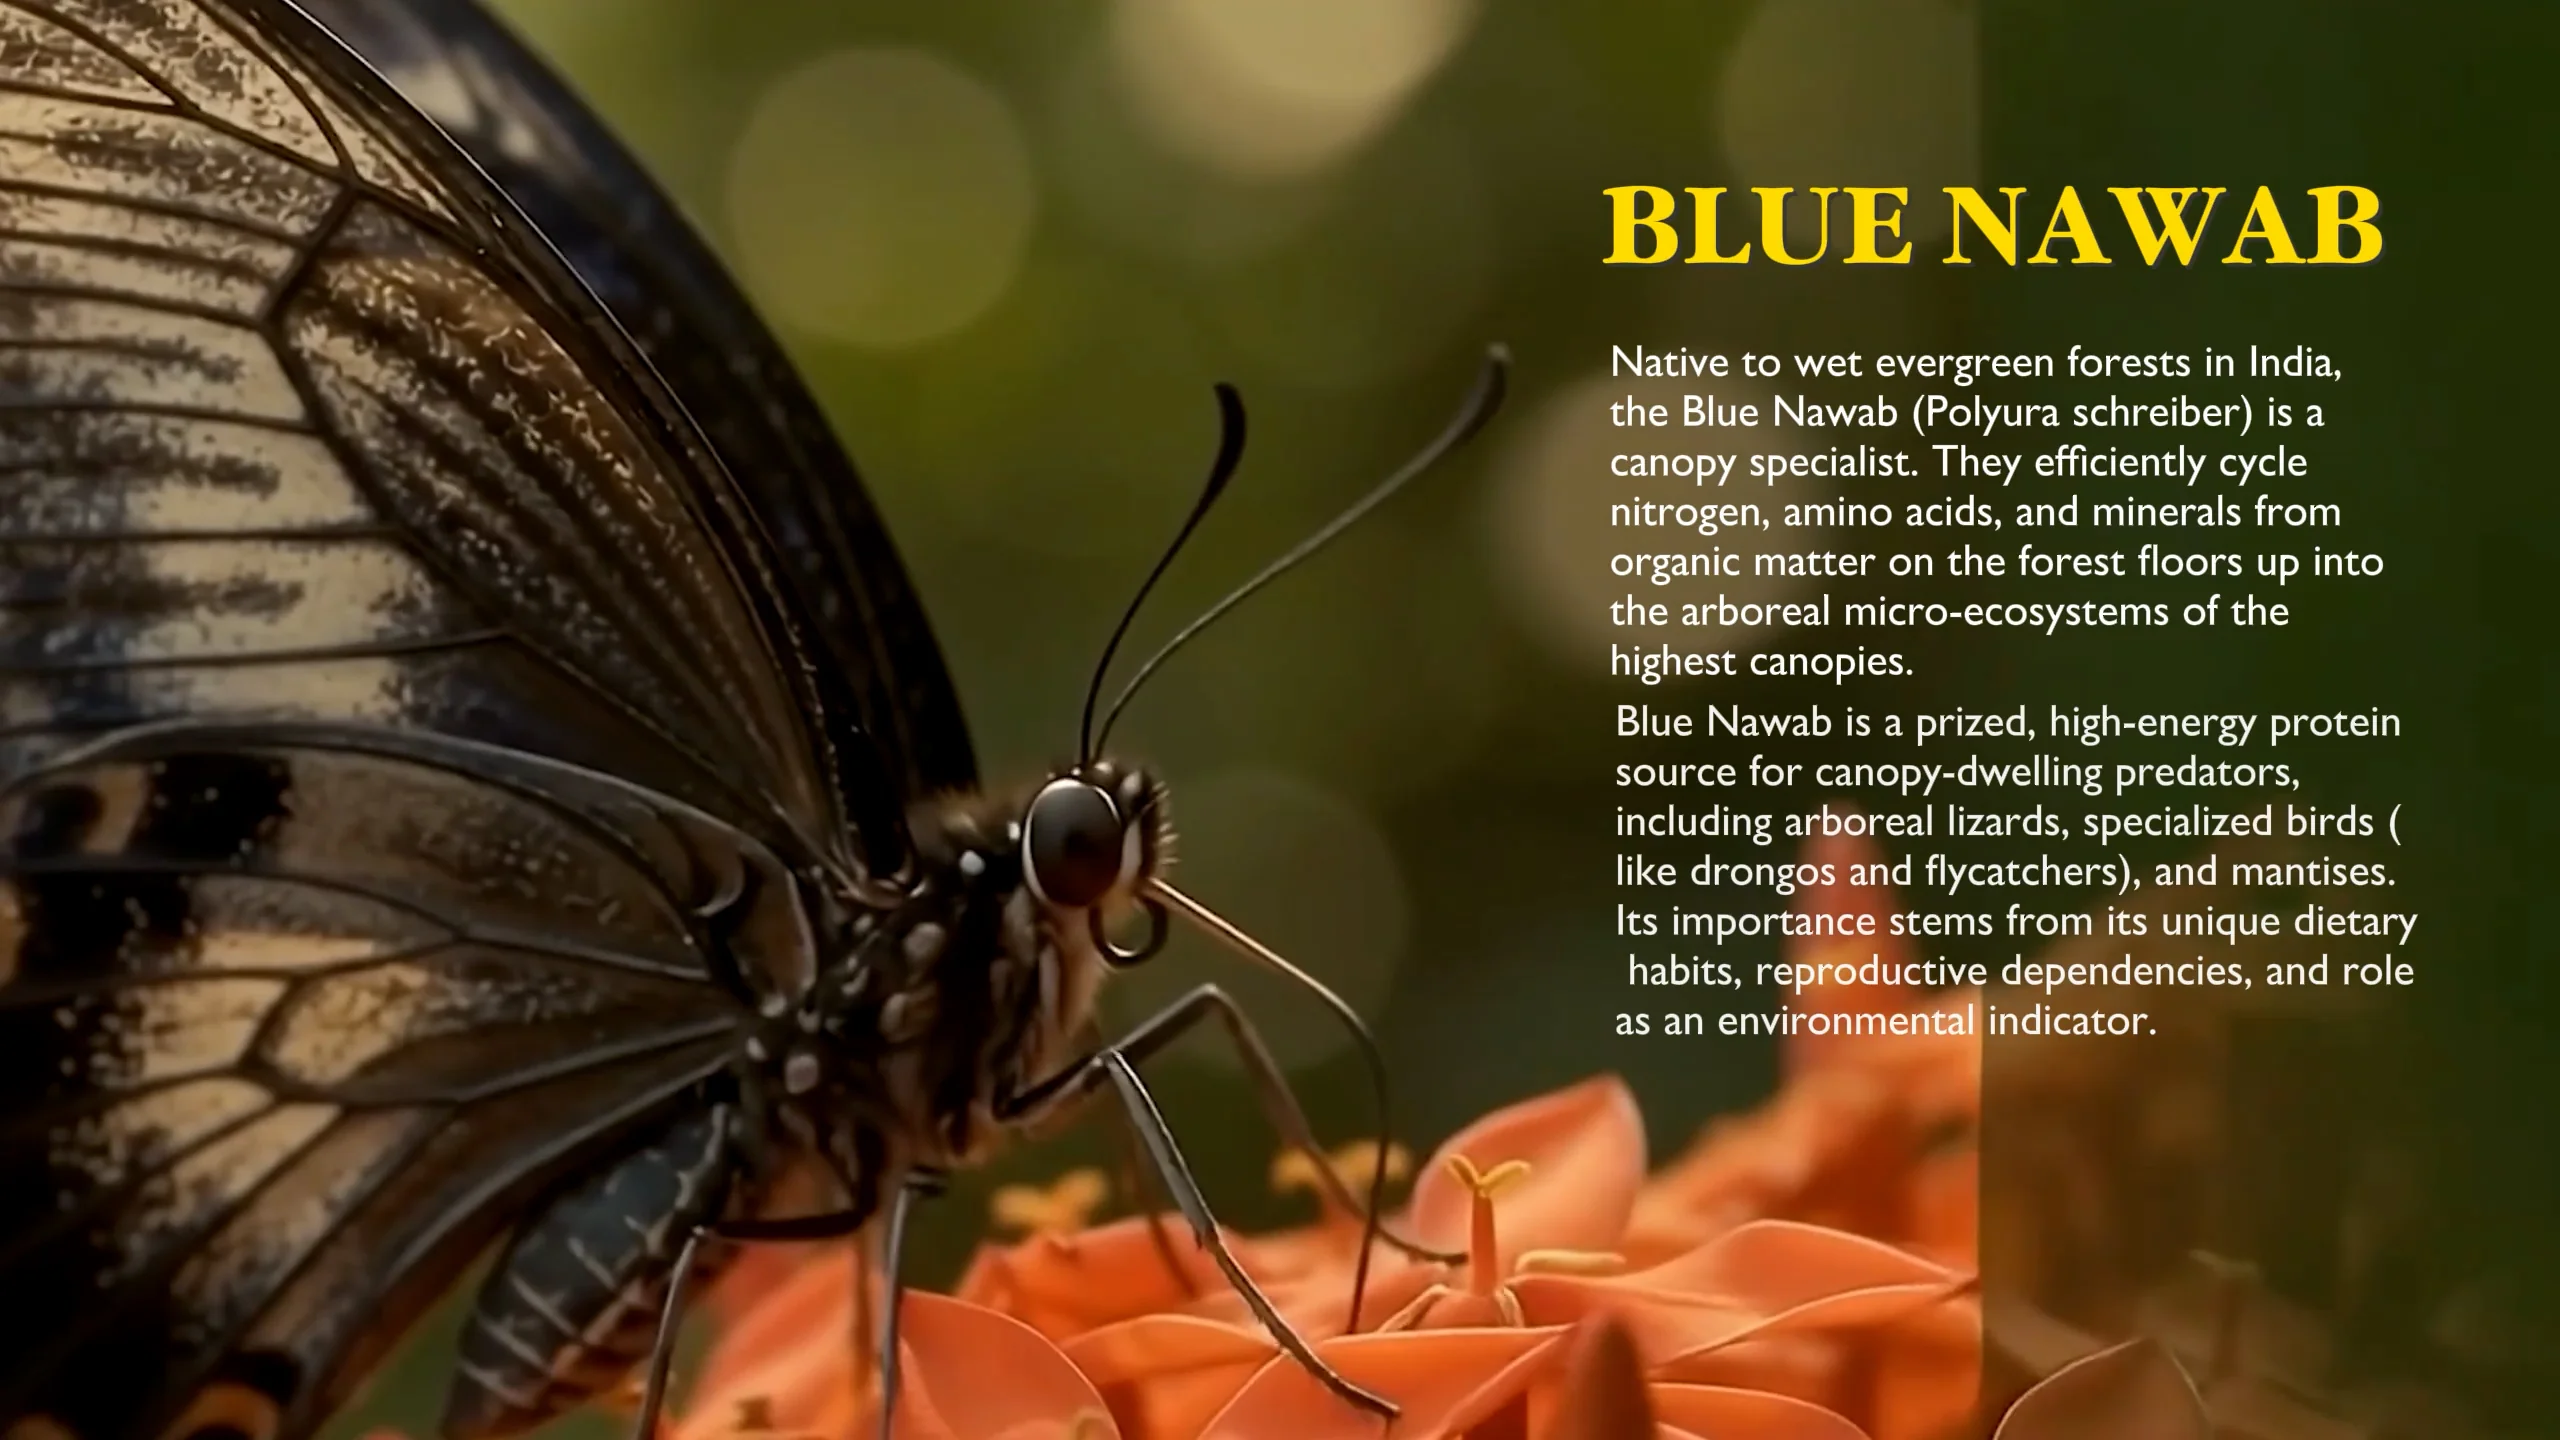 BLUE NAWAB
Native to wet evergreen forests in India,
the Blue Nawab (Polyura schreiber) is a
canopy specialist. They efficiently cycle
nitrogen, amino acids, and minerals from
organic matter on the forest floors up into
the arboreal micro-ecosystems of the
highest canopies.
Blue Nawab is a prized, high-energy protein
source for canopy-dwelling predators,
including arboreal lizards, specialized birds (
like drongos and flycatchers), and mantises.
Its importance stems from its unique dietary
habits, reproductive dependencies, and role
as an environmental indicator.